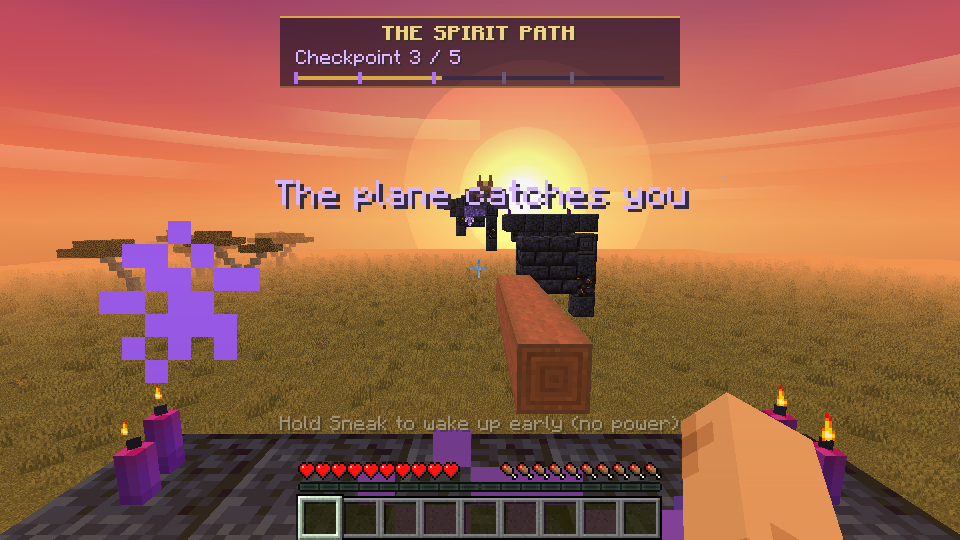 THE SPIRIT PATH
Checkpoint 3 / 5
The plane catches you
Hold Sneak to wake up early (no power)